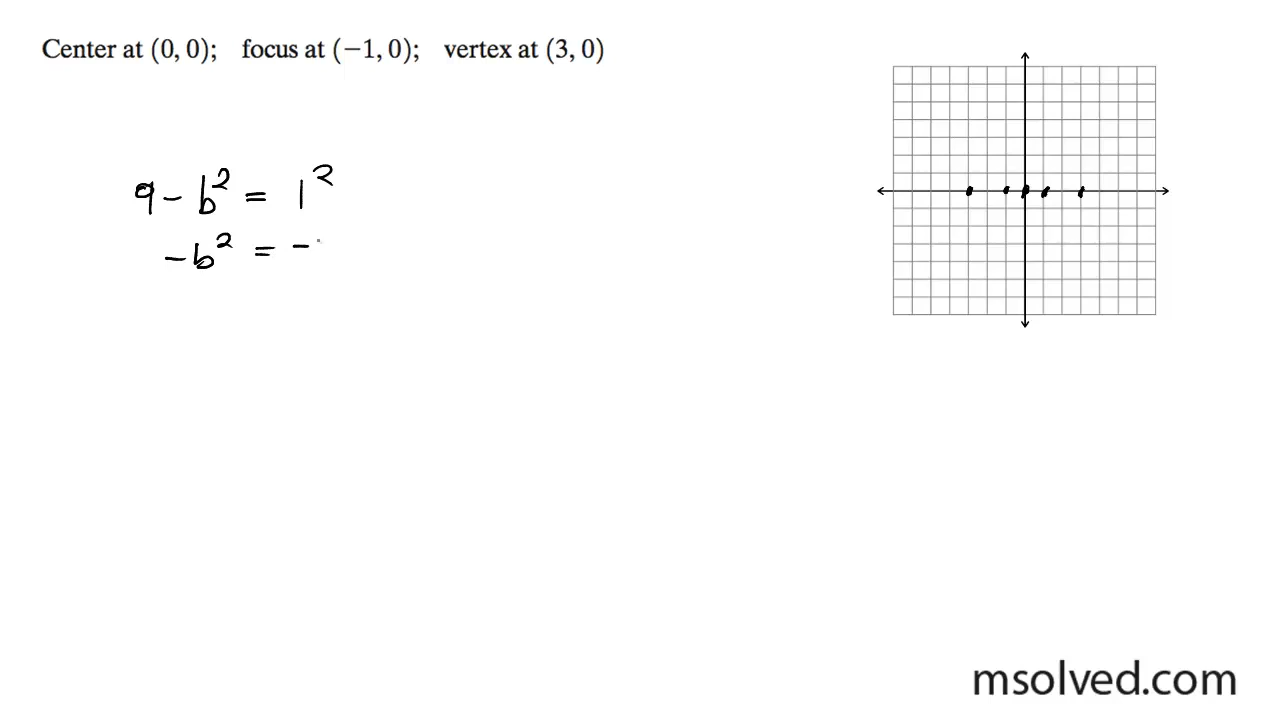 Center at (0, 0); focus at (−1, 0); vertex at (3, 0)
9 - b² = 1²
-b² = -
msolved.com